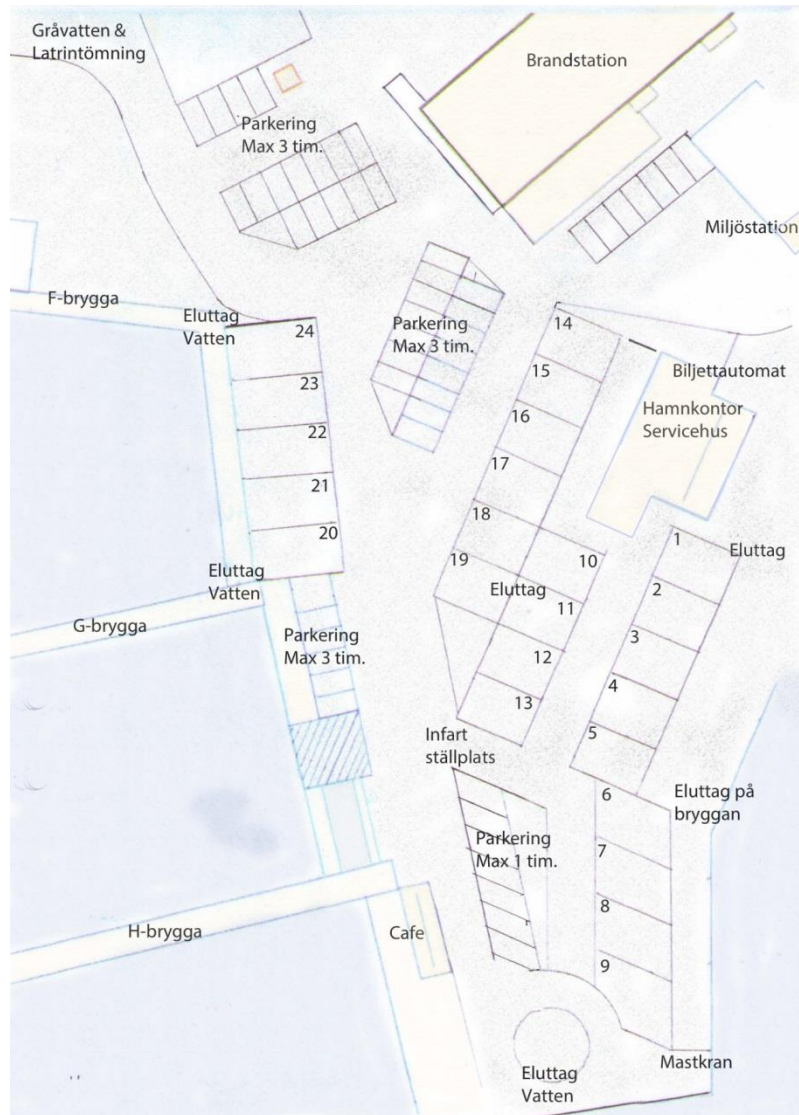 Gråvatten &
Latrintömning
Brandstation
Parkering
Max 3 tim.
Miljöstation
F-brygga
Eluttag
Vatten
24
23
22
21
20
Parkering
Max 3 tim.
14
15
16
17
18
19
Biljettautomat
Hamnkontor
Servicehus
Eluttag
10
11
12
13
1
Eluttag
2
3
4
5
Eluttag
Vatten
G-brygga
Parkering
Max 3 tim.
Infart
ställplats
6
Eluttag på
bryggan
7
8
9
Parkering
Max 1 tim.
H-brygga
Cafe
Eluttag
Vatten
Mastkran